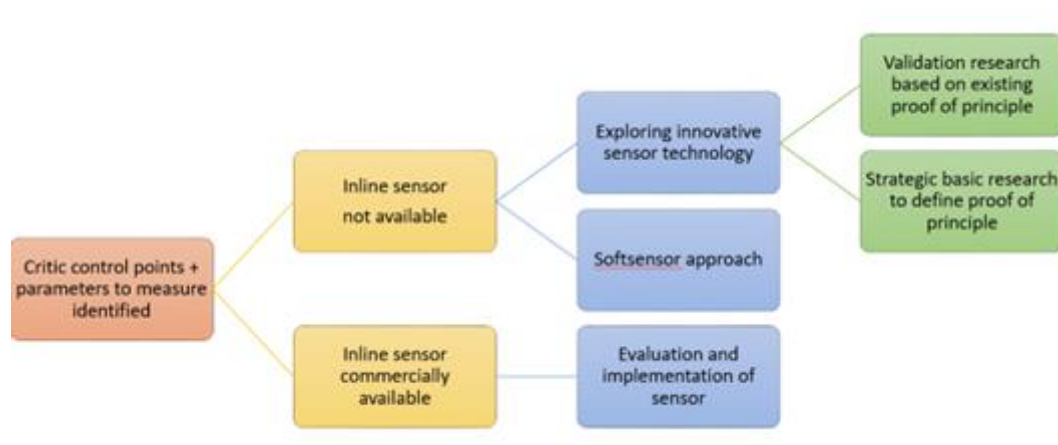 Critic control points +
parameters to measure
identified
Inline sensor
not available
Inline sensor
commercially
available
Exploring innovative
sensor technology
Softsensor approach
Evaluation and
implementation of
sensor
Validation research
based on existing
proof of principle
Strategic basic research
to define proof of
principle